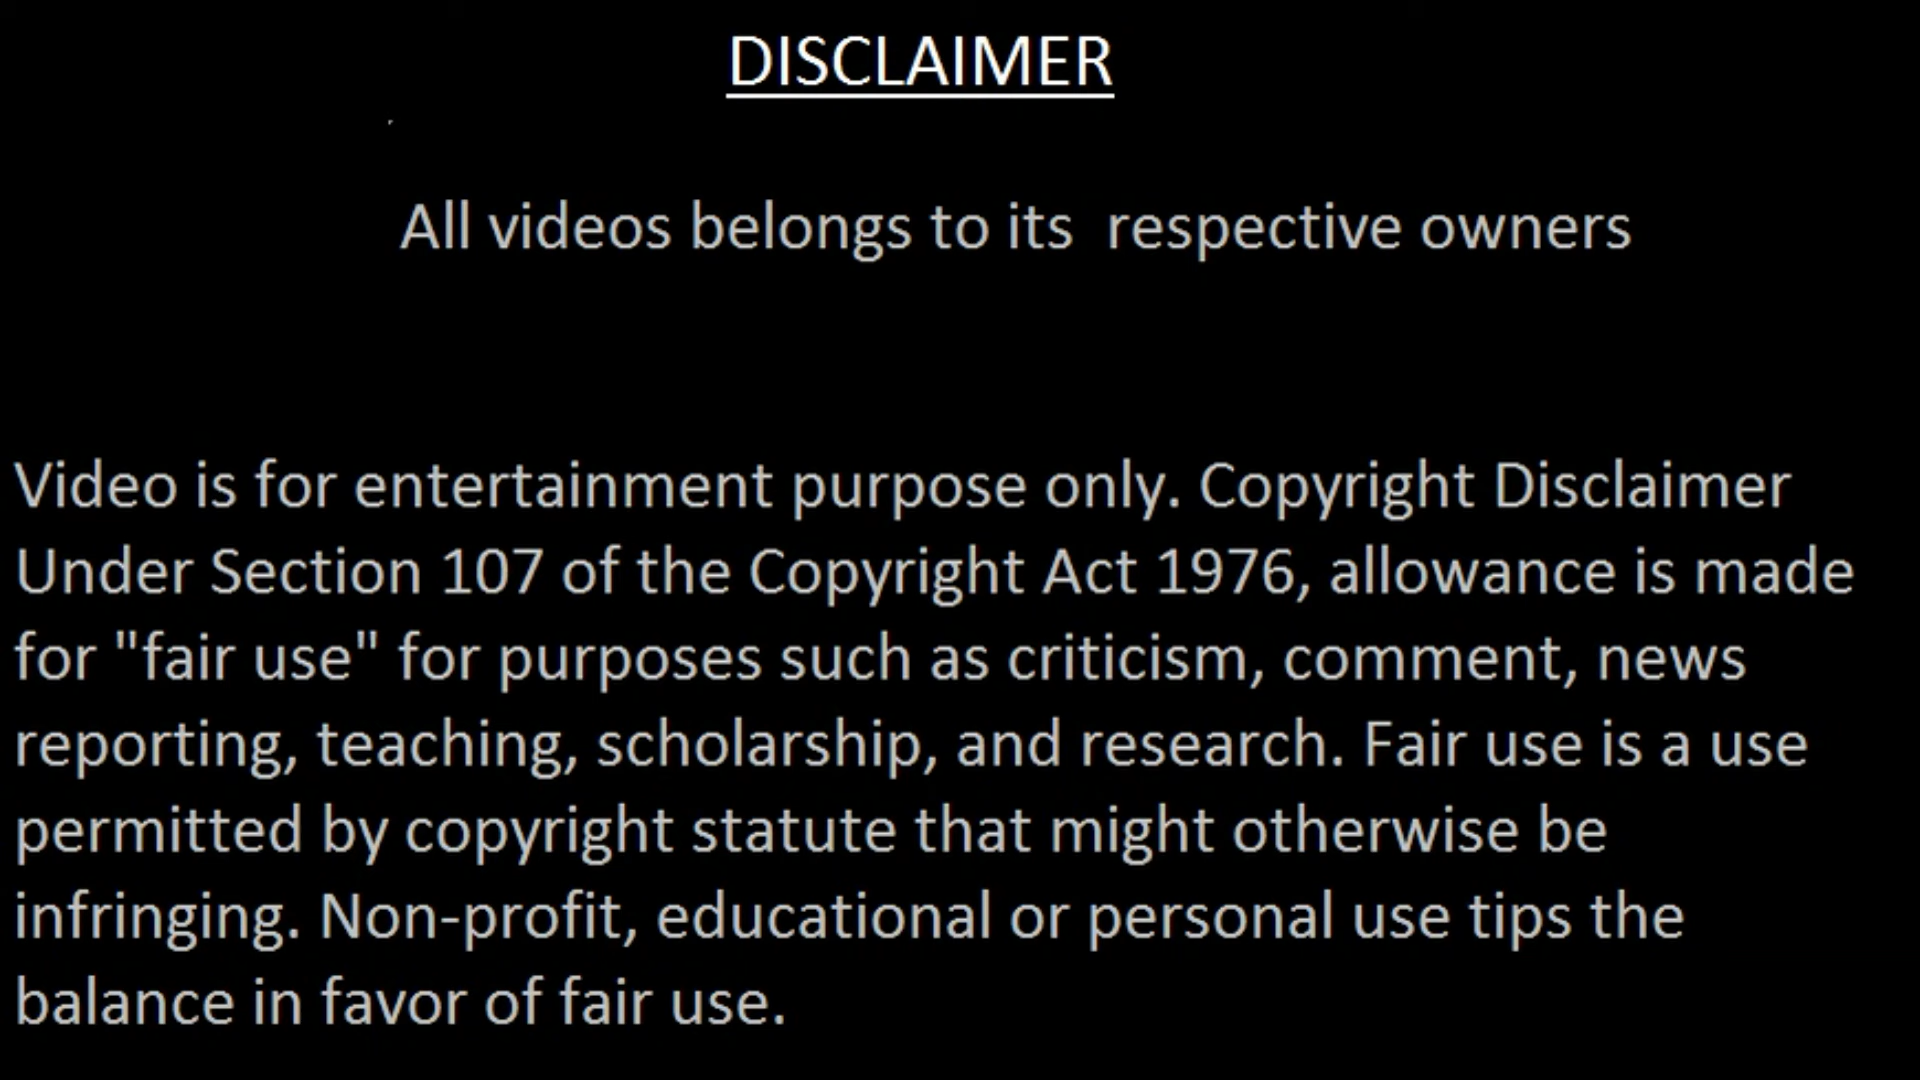 DISCLAIMER
All videos belongs to its  respective owners
Video is for entertainment purpose only. Copyright Disclaimer
Under Section 107 of the Copyright Act 1976, allowance is made
for "fair use" for purposes such as criticism, comment, news
reporting, teaching, scholarship, and research. Fair use is a use
permitted by copyright statute that might otherwise be
infringing. Non-profit, educational or personal use tips the
balance in favor of fair use.